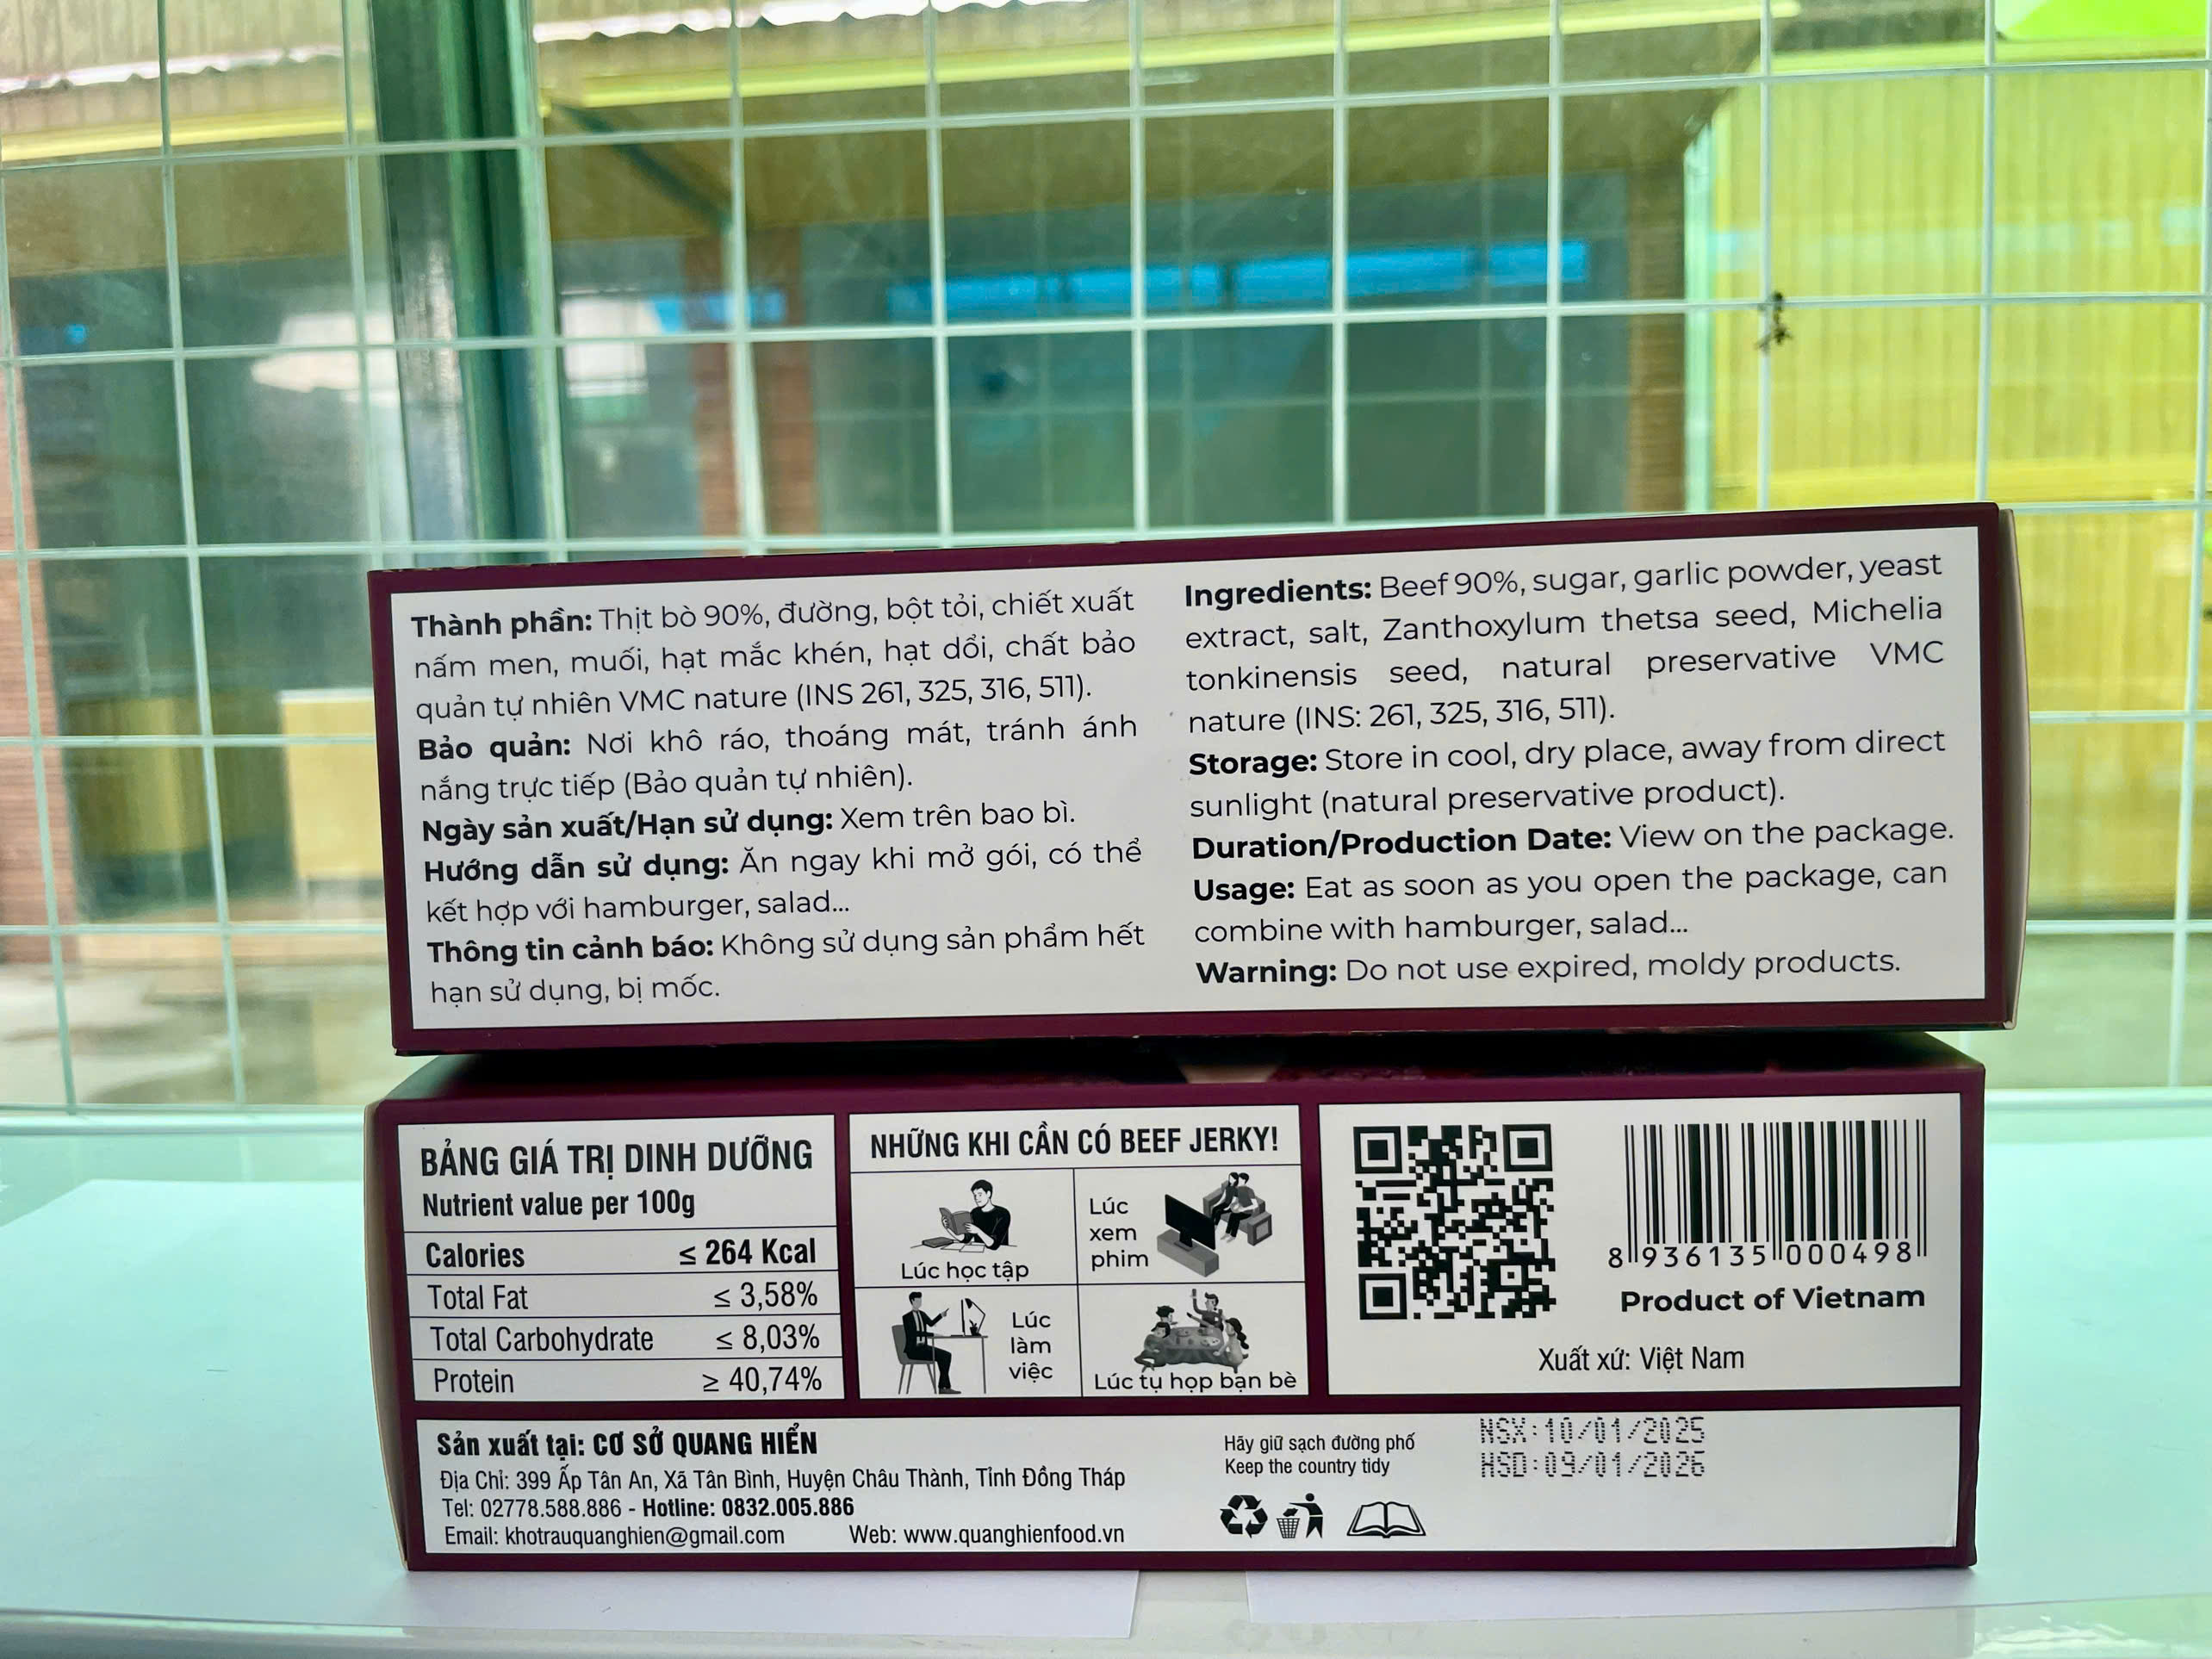 Thành phần: Thịt bò 90%, đường, bột tỏi, chiết xuất
nấm men, muối, hạt mắc khén, hạt dổi, chất bảo
quản tự nhiên VMC nature (INS 261, 325, 316, 511).
Bảo quản: Nơi khô ráo, thoáng mát, tránh ánh
nắng trực tiếp (Bảo quản tự nhiên).
Ngày sản xuất/Hạn sử dụng: Xem trên bao bì.
Hướng dẫn sử dụng: Ăn ngay khi mở gói, có thể
kết hợp với hamburger, salad...
Thông tin cảnh báo: Không sử dụng sản phẩm hết
hạn sử dụng, bị mốc.
Ingredients: Beef 90%, sugar, garlic powder, yeast
extract, salt, Zanthoxylum thetsa seed, Michelia
tonkinensis seed, natural preservative VMC
nature (INS: 261, 325, 316, 511).
Storage: Store in cool, dry place, away from direct
sunlight (natural preservative product).
Duration/Production Date: View on the package.
Usage: Eat as soon as you open the package, can
combine with hamburger, salad...
Warning: Do not use expired, moldy products.
BẢNG GIÁ TRỊ DINH DƯỠNG
Nutrient value per 100g
Calories ≤ 264 Kcal
Total Fat ≤ 3,58%
Total Carbohydrate ≤ 8,03%
Protein ≥ 40,74%
NHỮNG KHI CẦN CÓ BEEF JERKY!
Lúc học tập
Lúc
xem
phim
Lúc
làm
việc
Lúc tụ họp bạn bè
8 936135 000498
Product of Vietnam
Xuất xứ: Việt Nam
Sản xuất tại: CƠ SỞ QUANG HIỂN
Địa Chỉ: 399 Ấp Tân An, Xã Tân Bình, Huyện Châu Thành, Tỉnh Đồng Tháp
Tel: 02778.588.886 - Hotline: 0832.005.886
Email: khotrauquanghien@gmail.com Web: www.quanghienfood.vn
Hãy giữ sạch đường phố
Keep the country tidy
NSX:10/01/2025
HSD:09/01/2026